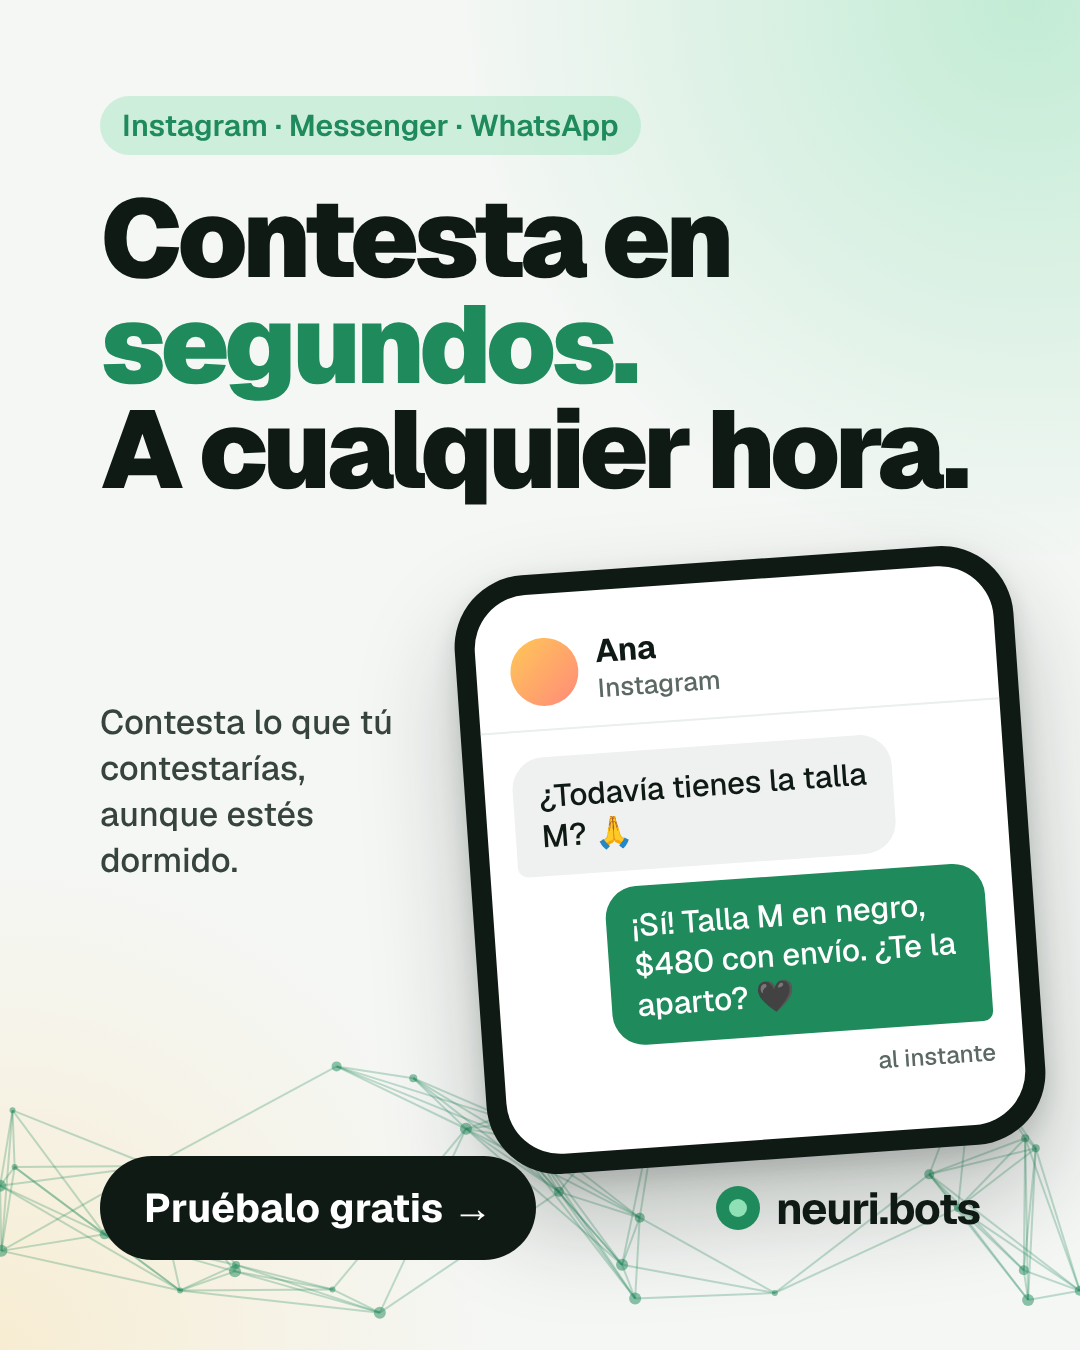 Instagram · Messenger · WhatsApp
Contesta en
segundos.
A cualquier hora.
Contesta lo que tú
contestarías,
aunque estés
dormido.
Ana
Instagram
¿Todavía tienes la talla
M? 🙏
¡Sí! Talla M en negro,
$480 con envío. ¿Te la
aparto? 🖤
al instante
Pruébalo gratis →
neuri.bots